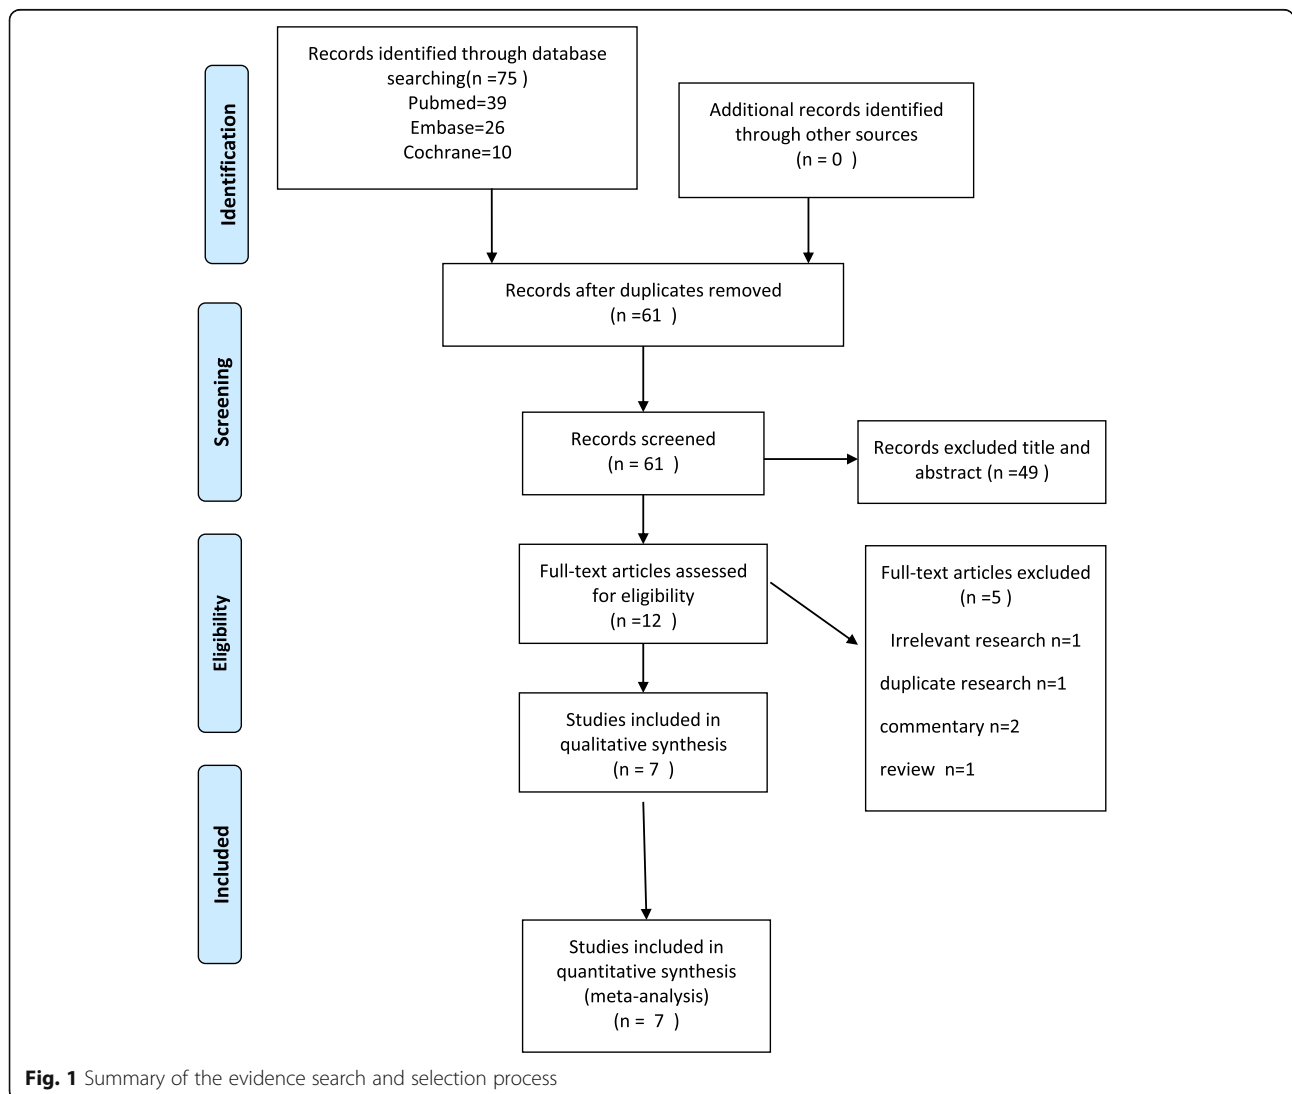 Identification
Records identified through database
searching(n =75 )
Pubmed=39
Embase=26
Cochrane=10
Additional records identified
through other sources
(n = 0 )
Records after duplicates removed
(n =61 )
Screening
Records screened
(n = 61 )
Records excluded title and
abstract (n =49 )
Eligibility
Full-text articles assessed
for eligibility
(n =12 )
Full-text articles excluded
(n =5 )
Irrelevant research n=1
duplicate research n=1
commentary n=2
review n=1
Studies included in
qualitative synthesis
(n = 7 )
Included
Studies included in
quantitative synthesis
(meta-analysis)
(n = 7 )
Fig. 1 Summary of the evidence search and selection process